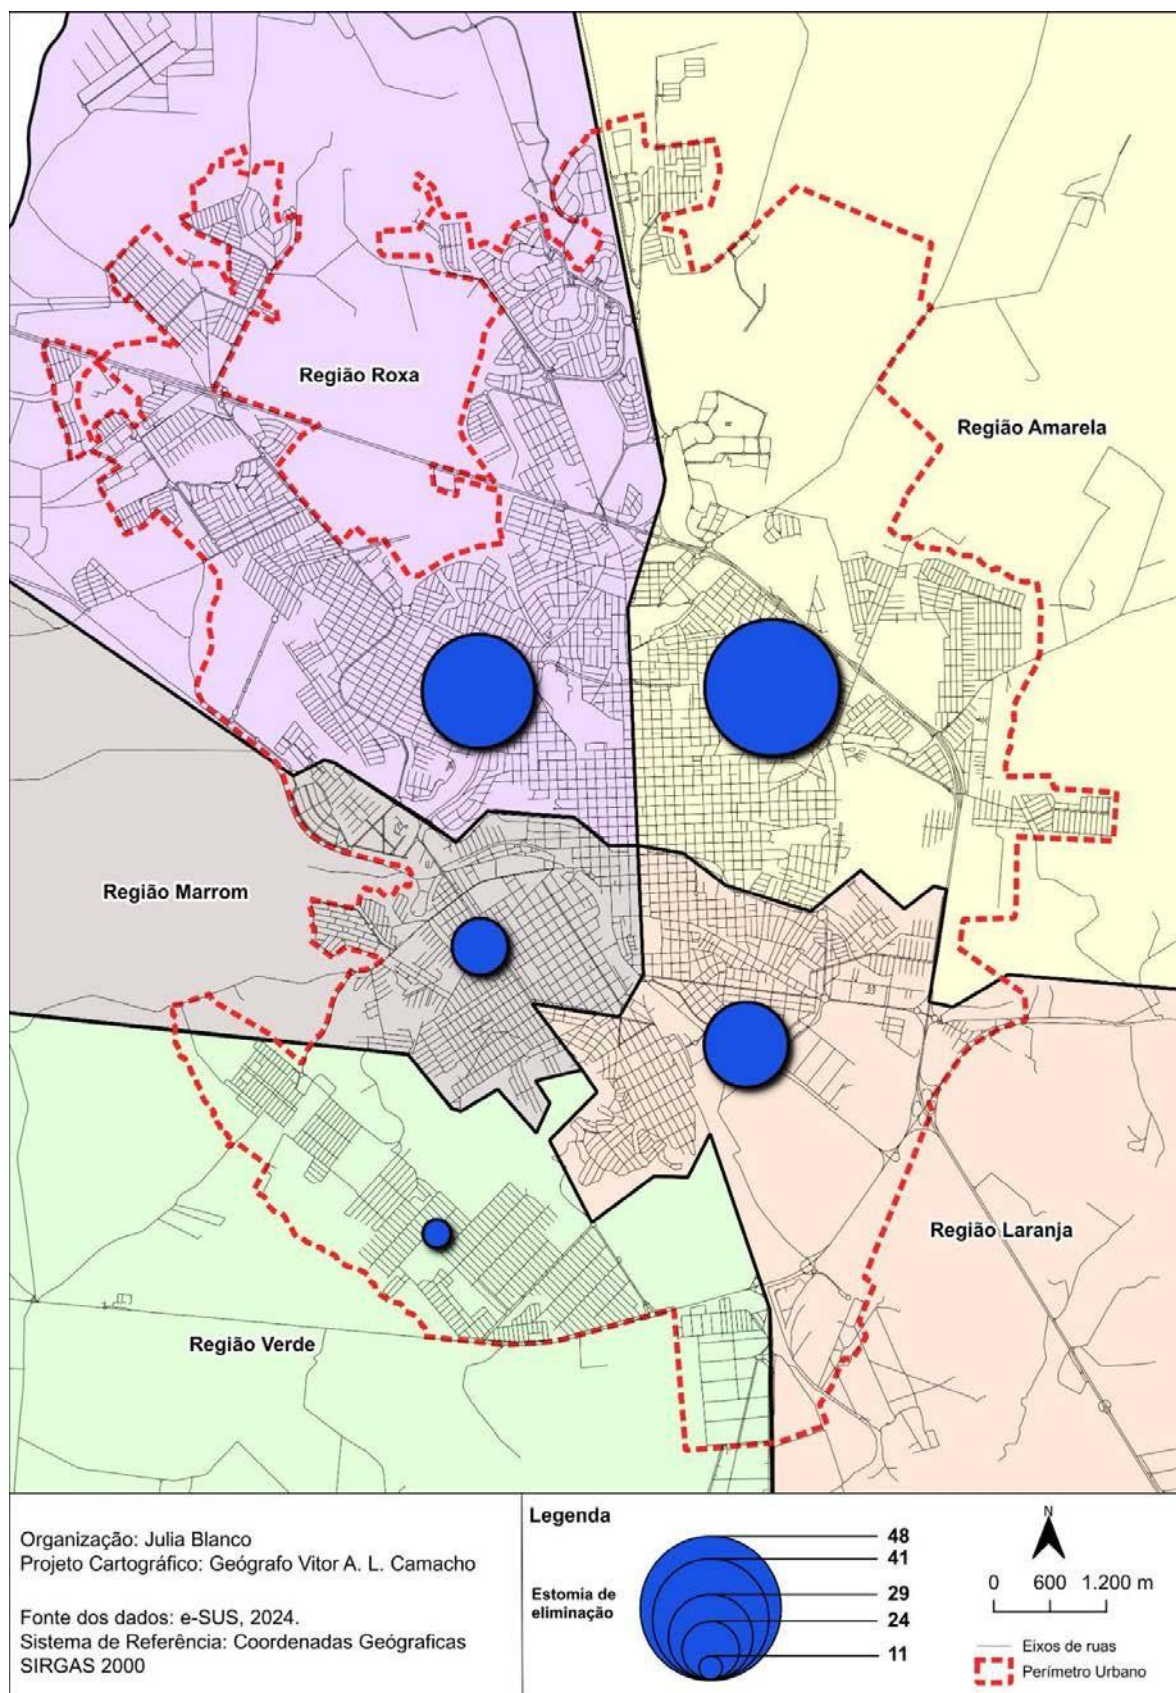 Região Roxa
Região Amarela
Região Marrom
Região Laranja
Região Verde
Organização: Julia Blanco
Projeto Cartográfico: Geógrafo Vitor A. L. Camacho
Fonte dos dados: e-SUS, 2024.
Sistema de Referência: Coordenadas Geógraficas
SIRGAS 2000
Legenda
Estomia de
eliminação
48
41
29
24
11
N
0 600 1.200 m
Eixos de ruas
Perímetro Urbano